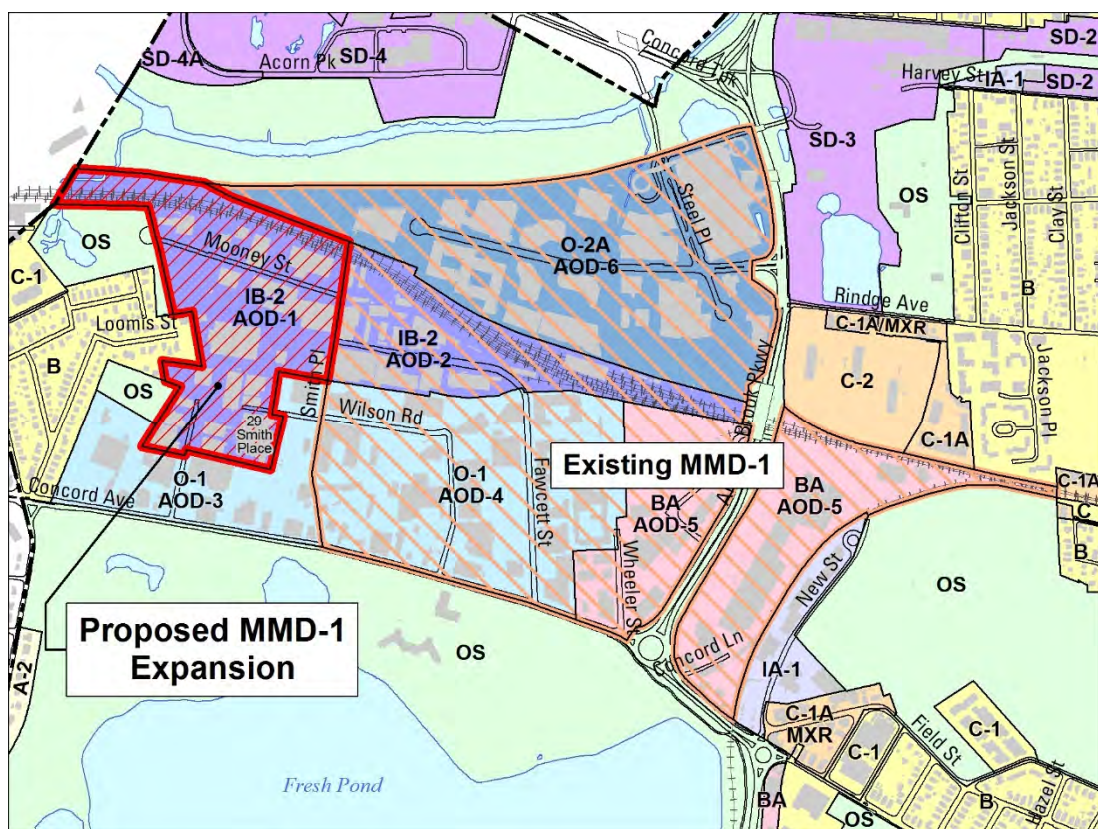 SD-4A
Acorn Pk
SD-4
Concord Tpk
SD-2
Harvey St
IA-1
SD-2
SD-3
OS
Clifton St
Jackson St
Clay St
B
OS
Mooney St
Steel Pl
O-2A
AOD-6
C-1
Loomis St
IB-2
AOD-1
Rindge Ave
C-1A/MXR
B
IB-2
AOD-2
C-2
Jackson Pl
OS
Smith Pl
Wilson Rd
29
Smith
Place
Brook Pkwy
C-1A
Existing MMD-1
O-1
AOD-3
O-1
AOD-4
Fawcett St
BA
AOD-5
BA
AOD-5
C-1A
C
B
Concord Ave
Wheeler St
New St
OS
Proposed MMD-1
Expansion
OS
A-2
Concord Ln
IA-1
C-1A
MXR
C-1
Field St
C-1
Fresh Pond
BA
OS
B
Hazel St